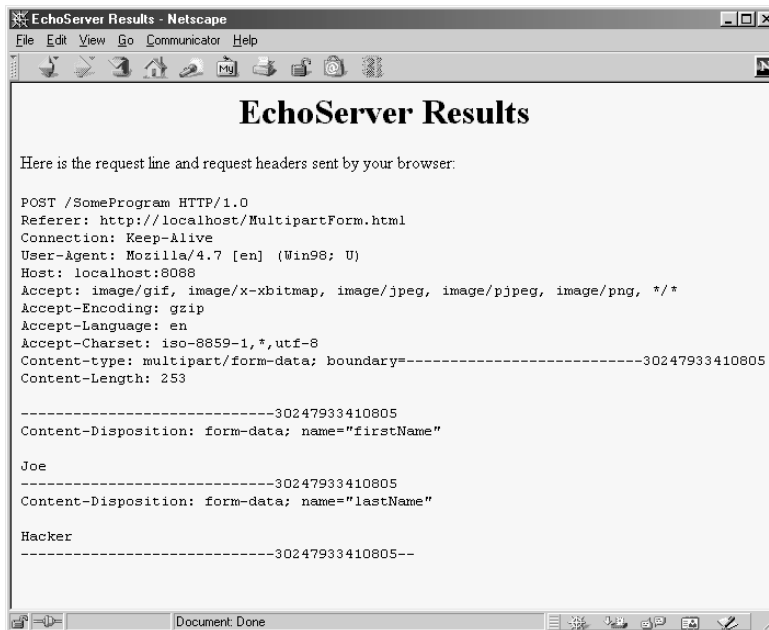 EchoServer Results - Netscape
File Edit View Go Communicator Help
My
N
EchoServer Results
Here is the request line and request headers sent by your browser:
POST /SomeProgram HTTP/1.0
Referer: http://localhost/MultipartForm.html
Connection: Keep-Alive
User-Agent: Mozilla/4.7 [en] (Win98; U)
Host: localhost:8088
Accept: image/gif, image/x-xbitmap, image/jpeg, image/pjpeg, image/png, */*
Accept-Encoding: gzip
Accept-Language: en
Accept-Charset: iso-8859-1,*,utf-8
Content-type: multipart/form-data; boundary=---------------------------30247933410805
Content-Length: 253
-----------------------------30247933410805
Content-Disposition: form-data; name="firstName"
Joe
-----------------------------30247933410805
Content-Disposition: form-data; name="lastName"
Hacker
-----------------------------30247933410805--
Document: Done